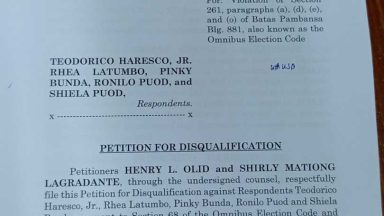 For: Violation of Section
261, paragraphs (a), (d), (e),
and (o) of Batas Pambansa
Blg. 881, also known as the
Omnibus Election Code
TEODORICO HARESCO, JR.
RHEA LATUMBO, PINKY
BUNDA, RONILO PUOD, and
SHIELA PUOD,
Respondents.
x ---------------------------------------- x
PETITION FOR DISQUALIFICATION
Petitioners HENRY L. OLID and SHIRLY MATIONG
LAGRADANTE, through the undersigned counsel, respectfully
file this Petition for Disqualification against Respondents Teodorico
Haresco, Jr., Rhea Latumbo, Pinky Bunda, Ronilo Puod and Shiela
to Section 68 of the Omnibus Election Code and